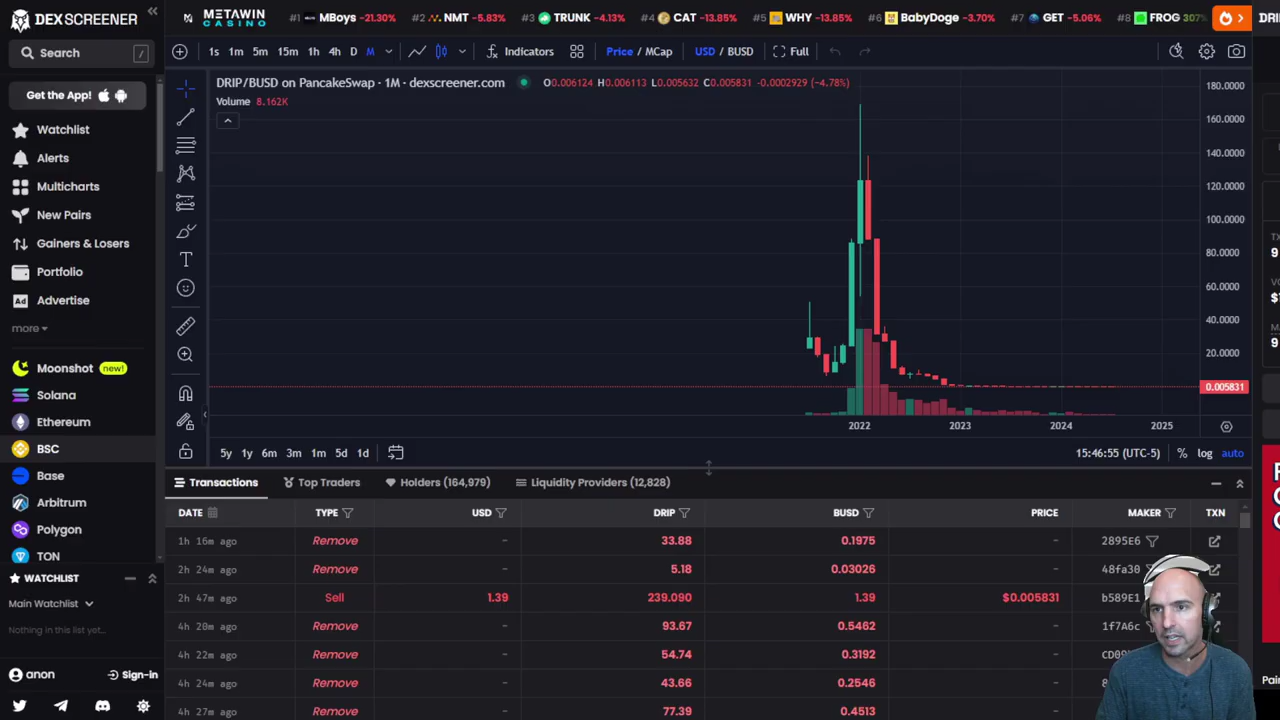 DEX SCREENER
METAWIN CASINO
#1 MBoys -21.30%
#2 NMT -5.83%
#3 TRUNK -4.13%
#4 CAT -13.85%
#5 WHY -13.85%
#6 BabyDoge -3.70%
#7 GET -5.06%
#8 FROG 307%
Search /
1s 1m 5m 15m 1h 4h D M
Indicators
Price / MCap
USD / BUSD
Full
Get the App!
Watchlist
Alerts
Multicharts
New Pairs
Gainers & Losers
Portfolio
Ad Advertise
more
Moonshot new!
Solana
Ethereum
BSC
Base
Arbitrum
Polygon
TON
WATCHLIST
Main Watchlist
Nothing in this list yet...
anon Sign-in
DRIP/BUSD on PancakeSwap · 1M · dexscreener.com
O0.006124 H0.006113 L0.005632 C0.005831 -0.0002929 (-4.78%)
Volume 8.162K
180.0000
160.0000
140.0000
120.0000
100.0000
80.0000
60.0000
40.0000
20.0000
0.005831
2022 2023 2024 2025
5y 1y 6m 3m 1m 5d 1d
15:46:55 (UTC-5) % log auto
Transactions
Top Traders
Holders (164,979)
Liquidity Providers (12,828)
DATE TYPE USD DRIP BUSD PRICE MAKER TXN
1h 16m ago Remove - 33.88 0.1975 - 2895E6
2h 24m ago Remove - 5.18 0.03026 - 48fa30
2h 47m ago Sell 1.39 239.090 1.39 $0.005831 b589E1
4h 20m ago Remove - 93.67 0.5462 - 1f7A6c
4h 22m ago Remove - 54.74 0.3192 -
4h 24m ago Remove - 43.66 0.2546 -
4h 27m ago Remove - 77.39 0.4513 -